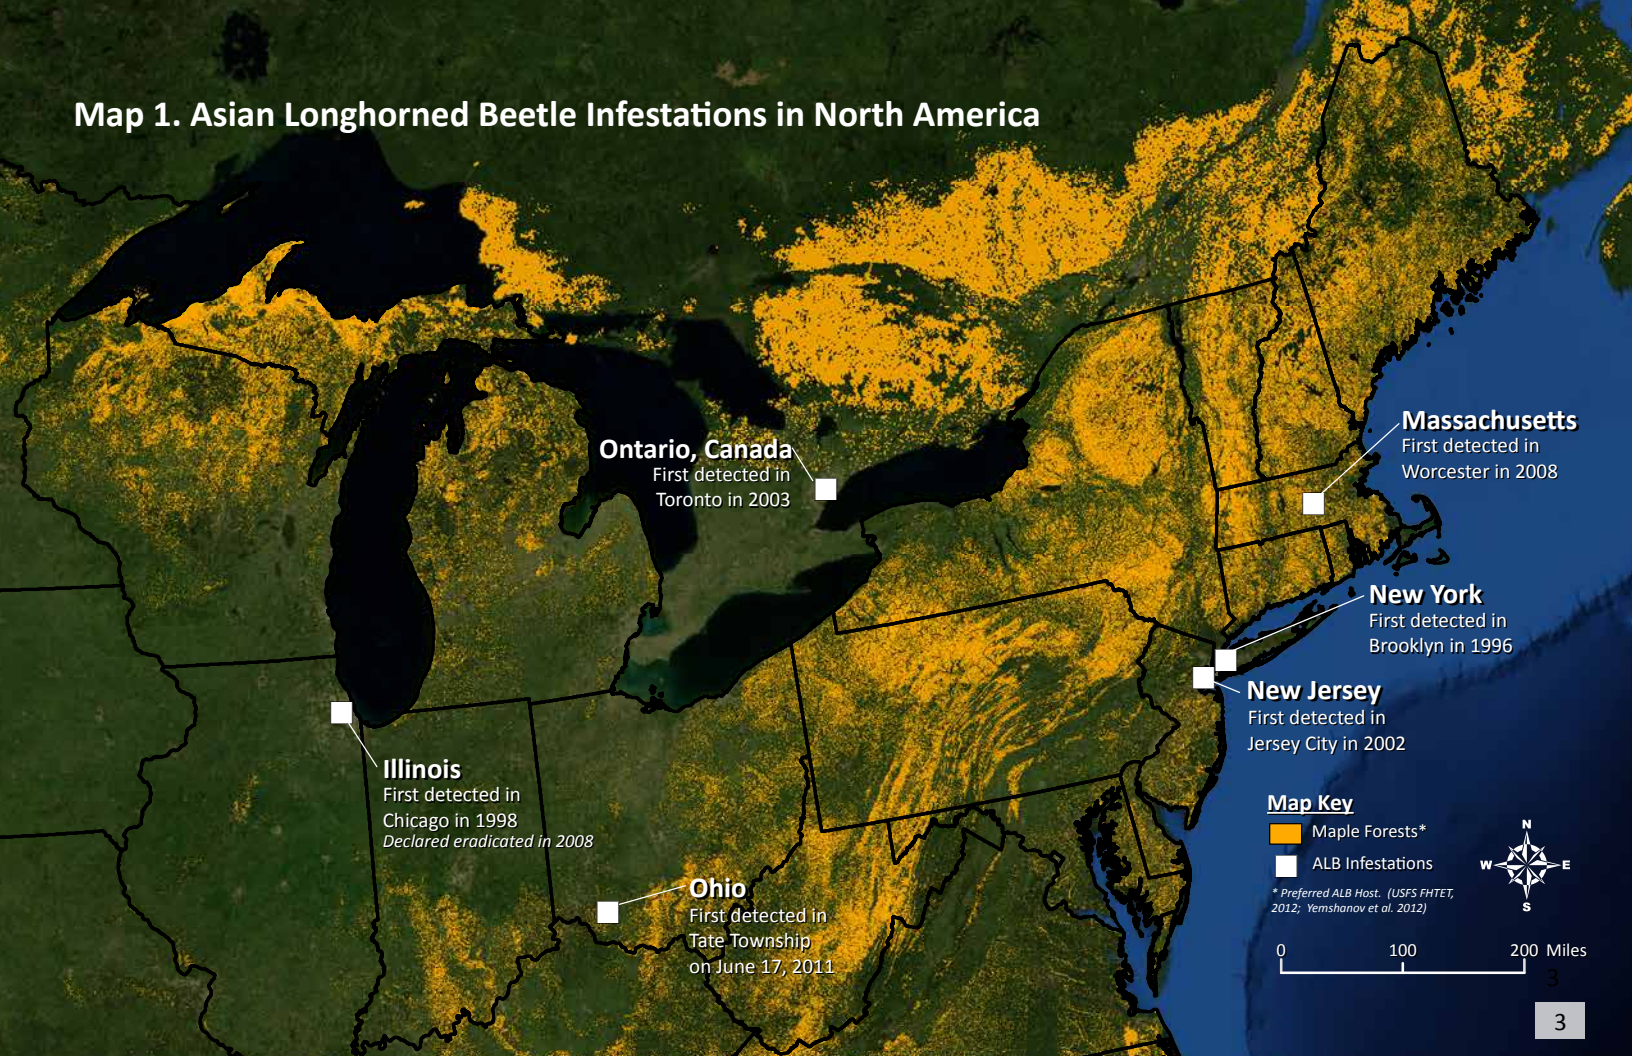 Map 1. Asian Longhorned Beetle Infestations in North America
Ontario, Canada
First detected in
Toronto in 2003
Massachusetts
First detected in
Worcester in 2008
New York
First detected in
Brooklyn in 1996
New Jersey
First detected in
Jersey City in 2002
Illinois
First detected in
Chicago in 1998
Declared eradicated in 2008
Ohio
First detected in
Tate Township
on June 17, 2011
Map Key
Maple Forests*
ALB Infestations
* Preferred ALB Host. (USFS FHTET,
2012; Yemshanov et al. 2012)
N
W E
S
0 100 200 Miles
3
3